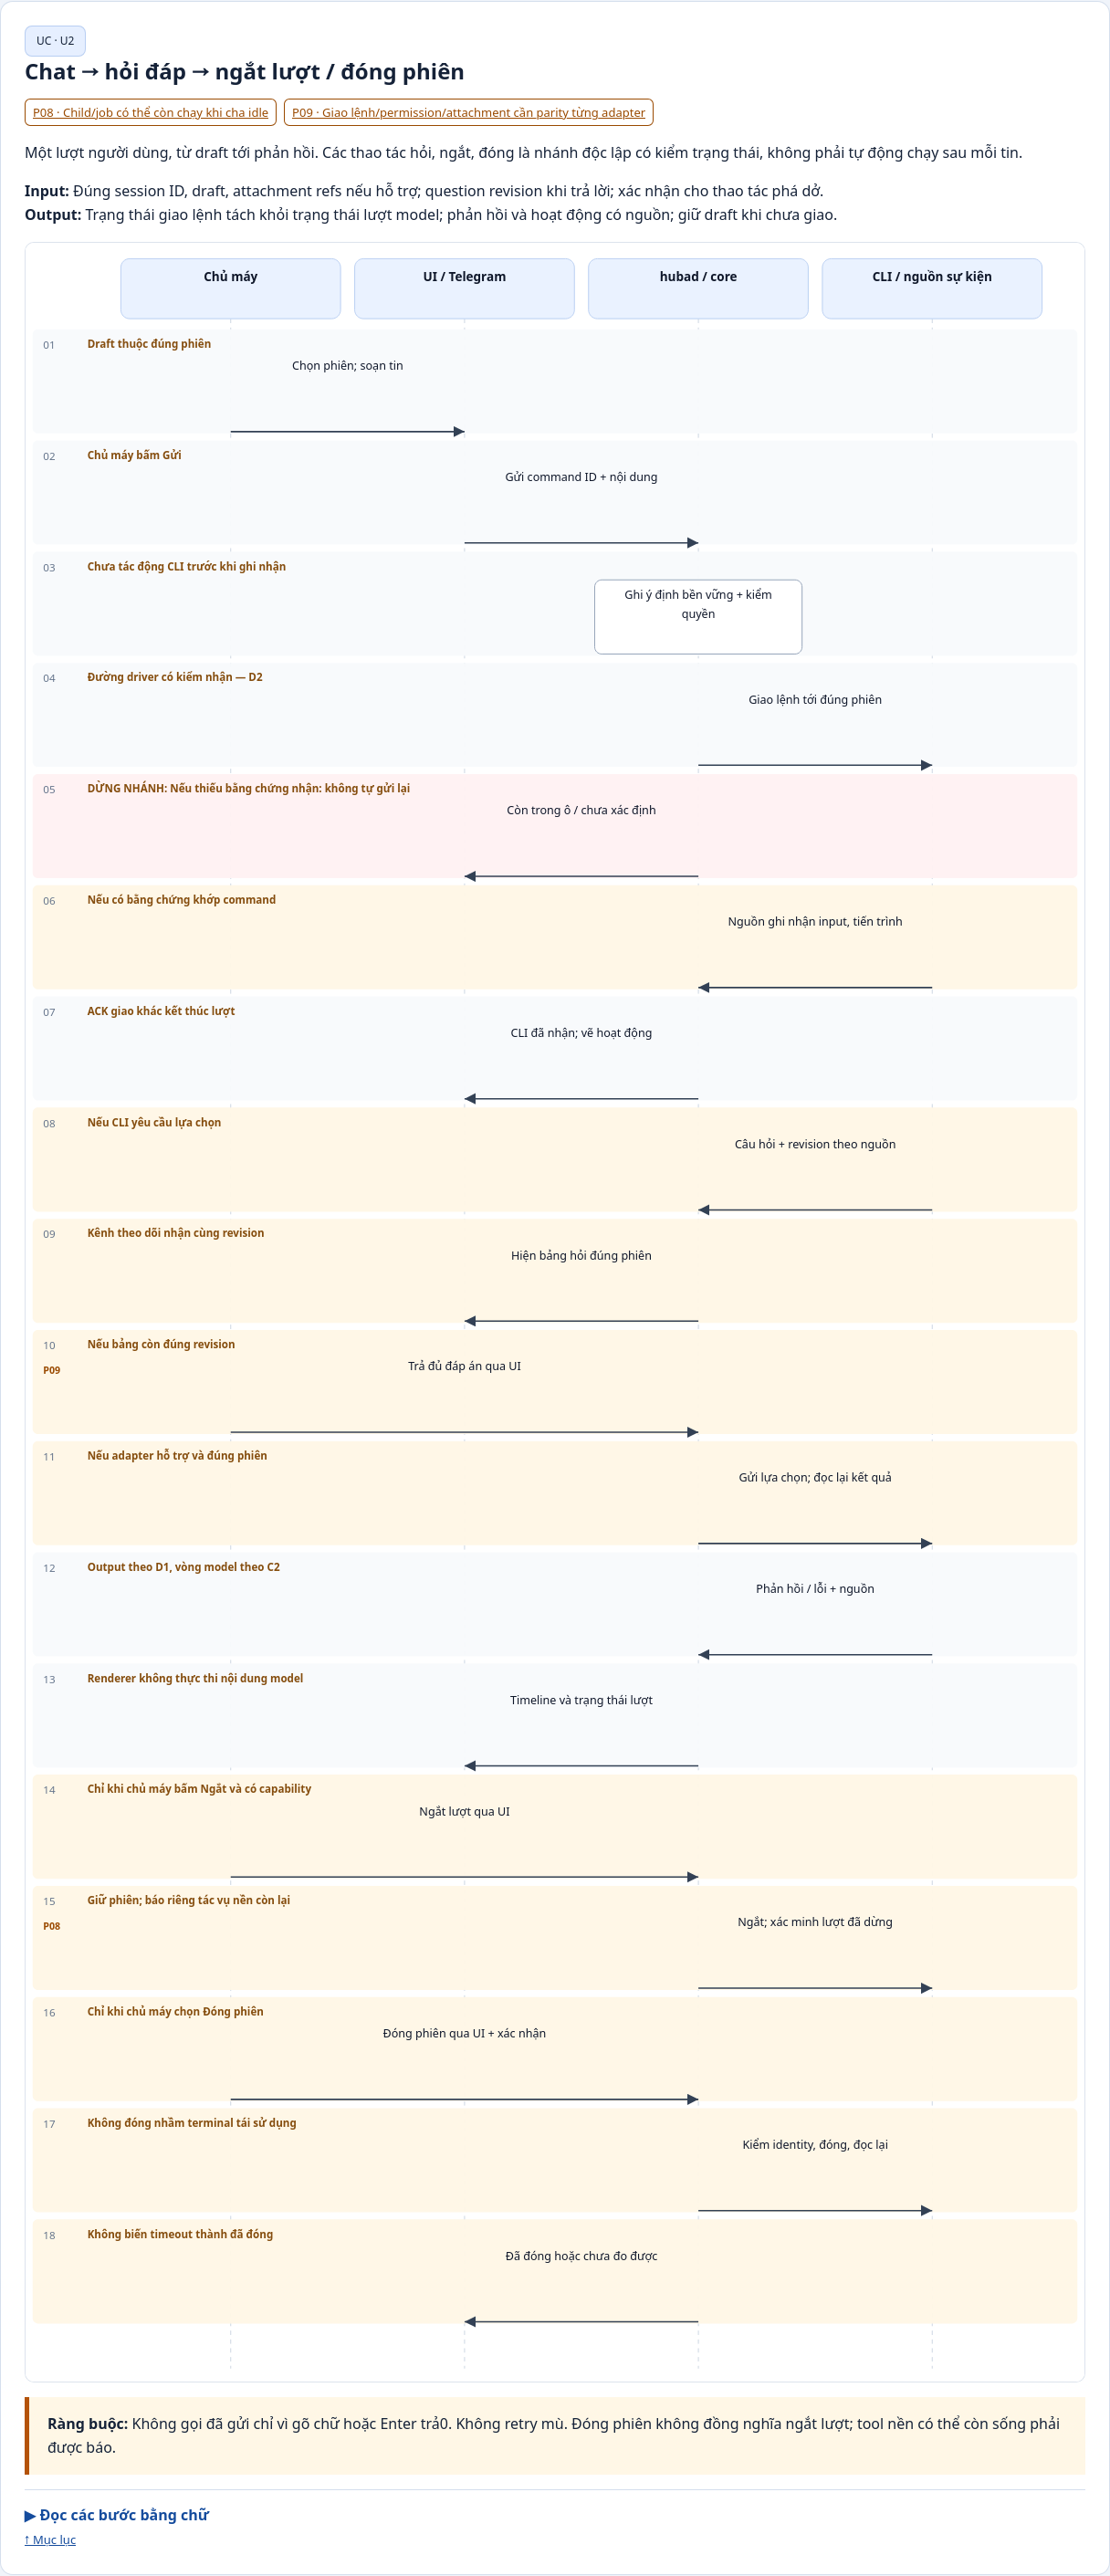 UC · U2
Chat → hỏi đáp → ngắt lượt / đóng phiên
P08 · Child/job có thể còn chạy khi cha idle
P09 · Giao lệnh/permission/attachment cần parity từng adapter
Một lượt người dùng, từ draft tới phản hồi. Các thao tác hỏi, ngắt, đóng là nhánh độc lập có kiểm trạng thái, không phải tự động chạy sau mỗi tin.
Input: Đúng session ID, draft, attachment refs nếu hỗ trợ; question revision khi trả lời; xác nhận cho thao tác phá dở.
Output: Trạng thái giao lệnh tách khỏi trạng thái lượt model; phản hồi và hoạt động có nguồn; giữ draft khi chưa giao.
Chủ máy
UI / Telegram
hubad / core
CLI / nguồn sự kiện
01
Draft thuộc đúng phiên
Chọn phiên; soạn tin
02
Chủ máy bấm Gửi
Gửi command ID + nội dung
03
Chưa tác động CLI trước khi ghi nhận
Ghi ý định bền vững + kiểm
quyền
04
Đường driver có kiểm nhận — D2
Giao lệnh tới đúng phiên
05
DỪNG NHÁNH: Nếu thiếu bằng chứng nhận: không tự gửi lại
Còn trong ô / chưa xác định
06
Nếu có bằng chứng khớp command
Nguồn ghi nhận input, tiến trình
07
ACK giao khác kết thúc lượt
CLI đã nhận; vẽ hoạt động
08
Nếu CLI yêu cầu lựa chọn
Câu hỏi + revision theo nguồn
09
Kênh theo dõi nhận cùng revision
Hiện bảng hỏi đúng phiên
10
Nếu bảng còn đúng revision
P09
Trả đủ đáp án qua UI
11
Nếu adapter hỗ trợ và đúng phiên
Gửi lựa chọn; đọc lại kết quả
12
Output theo D1, vòng model theo C2
Phản hồi / lỗi + nguồn
13
Renderer không thực thi nội dung model
Timeline và trạng thái lượt
14
Chỉ khi chủ máy bấm Ngắt và có capability
Ngắt lượt qua UI
15
Giữ phiên; báo riêng tác vụ nền còn lại
P08
Ngắt; xác minh lượt đã dừng
16
Chỉ khi chủ máy chọn Đóng phiên
Đóng phiên qua UI + xác nhận
17
Không đóng nhầm terminal tái sử dụng
Kiểm identity, đóng, đọc lại
18
Không biến timeout thành đã đóng
Đã đóng hoặc chưa đo được
Ràng buộc: Không gọi đã gửi chỉ vì gõ chữ hoặc Enter trả0. Không retry mù. Đóng phiên không đồng nghĩa ngắt lượt; tool nền có thể còn sống phải
được báo.
▶ Đọc các bước bằng chữ
↑ Mục lục